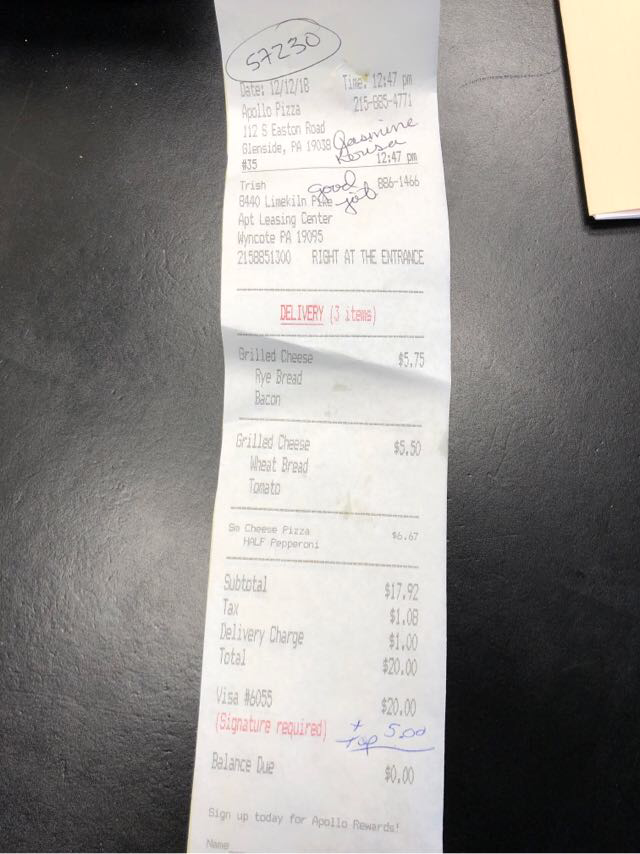 57230
Date: 12/12/18 Time: 12:47 pm
Apollo Pizza 215-885-4771
112 S Easton Road
Glenside, PA 19038 Jasmine
#35 12:47 pm
Trish good 886-1466
8440 Limekiln Pike job
Apt Leasing Center
Wyncote PA 19095
2158851300 RIGHT AT THE ENTRANCE
DELIVERY (3 items)
Grilled Cheese $5.75
Rye Bread
Bacon
Grilled Cheese $5.50
Wheat Bread
Tomato
Sm Cheese Pizza $6.67
HALF Pepperoni
Subtotal $17.92
Tax $1.08
Delivery Charge $1.00
Total $20.00
Visa #6055 $20.00
(Signature required) + 5.00
Balance Due $0.00
Sign up today for Apollo Rewards!
Name